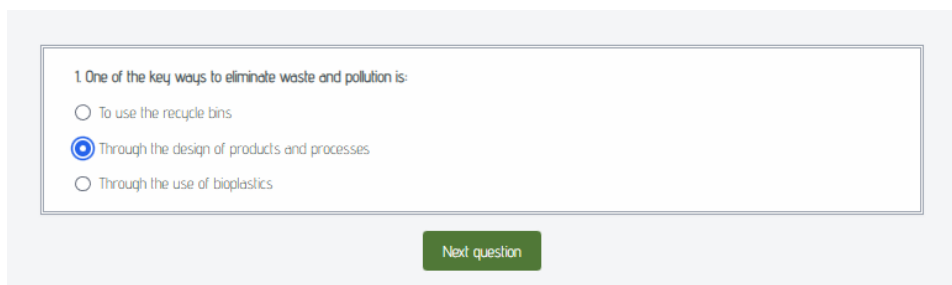 1. One of the key ways to eliminate waste and pollution is:
To use the recycle bins
Through the design of products and processes
Through the use of bioplastics
Next question